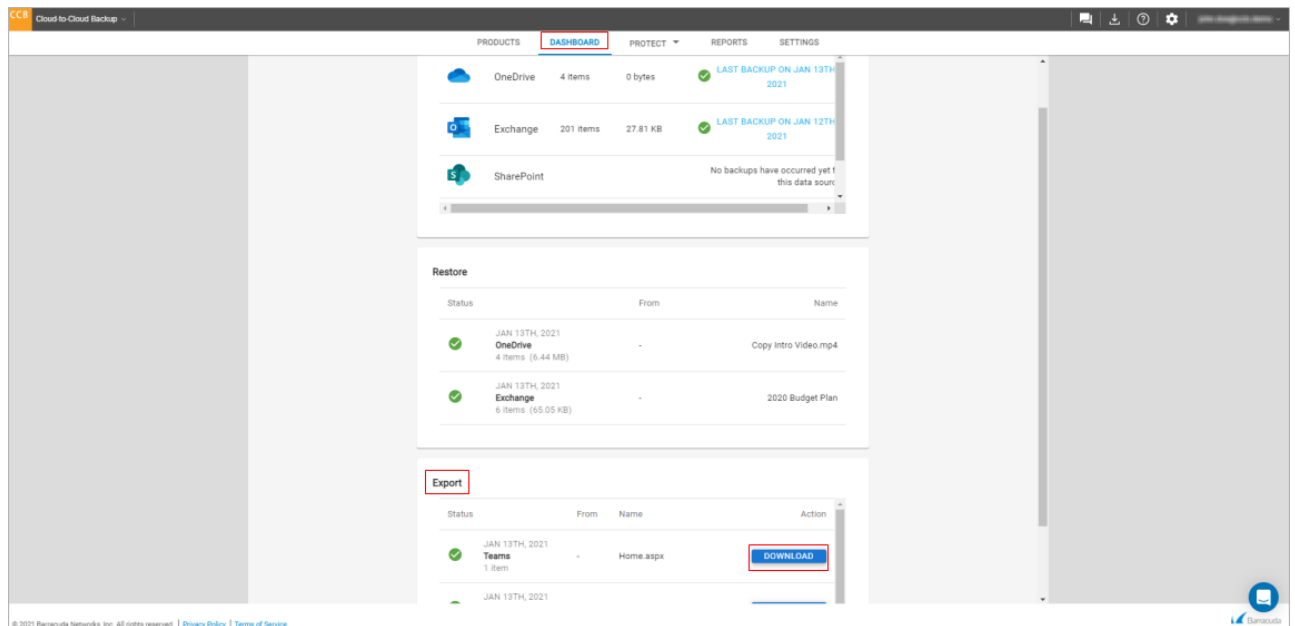 CCB Cloud-to-Cloud Backup
PRODUCTS DASHBOARD PROTECT REPORTS SETTINGS
OneDrive 4 items 0 bytes LAST BACKUP ON JAN 13TH
2021
Exchange 201 items 27.81 KB LAST BACKUP ON JAN 12TH
2021
SharePoint No backups have occurred yet
this data
Restore
Status From Name
JAN 13TH, 2021
OneDrive - Copy Intro Video.mp4
4 items (6.44 MB)
JAN 13TH, 2021
Exchange - 2020 Budget Plan
6 items (65.05 KB)
Export
Status From Name Action
JAN 13TH, 2021
Teams - Home.aspx DOWNLOAD
1 item
JAN 13TH, 2021
© 2021 Barracuda Networks, Inc. All rights reserved. | Privacy Policy | Terms of Service
Barracuda